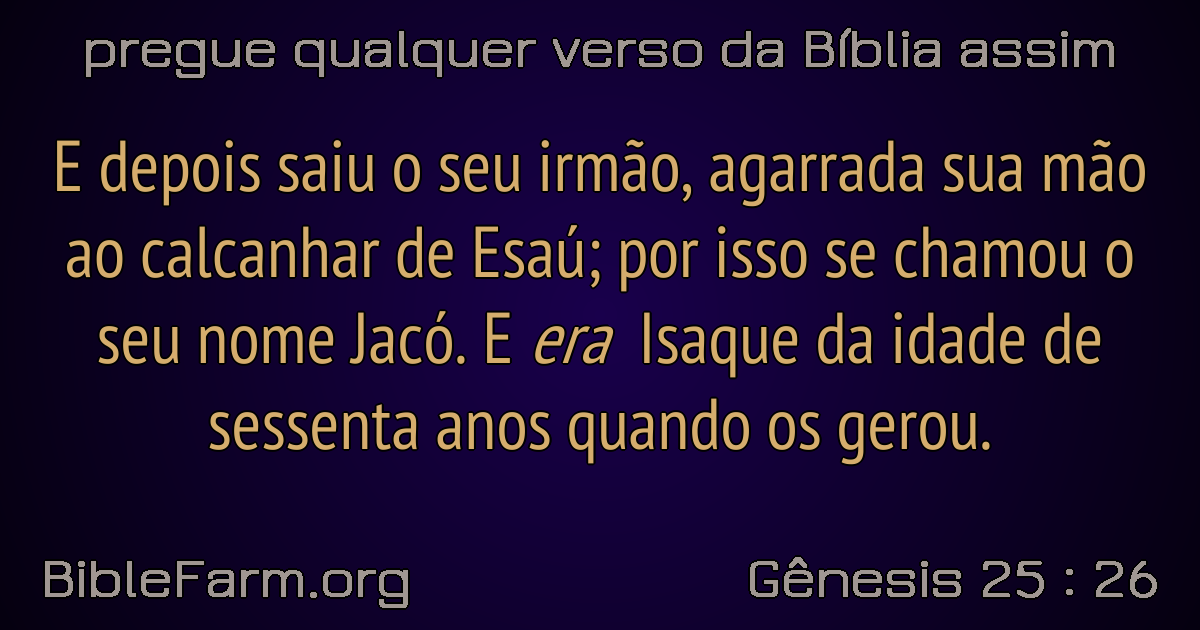 pregue qualquer verso da Bíblia assim
E depois saiu o seu irmão, agarrada sua mão
ao calcanhar de Esaú; por isso se chamou o
seu nome Jacó. E era Isaque da idade de
sessenta anos quando os gerou.
BibleFarm.org
Gênesis 25 : 26